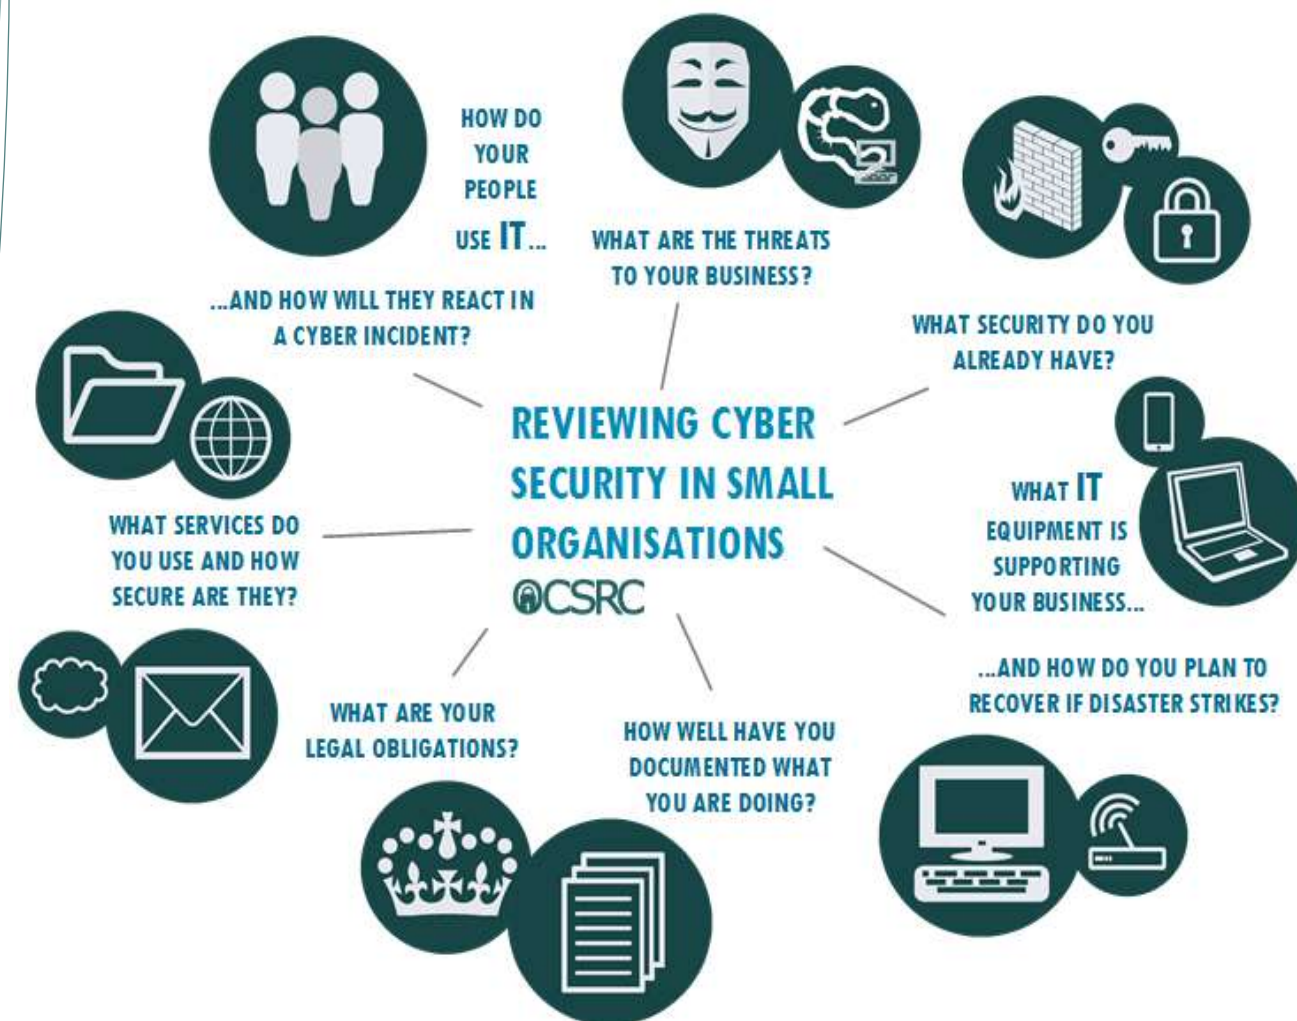 HOW DO
YOUR
PEOPLE
USE IT...
...AND HOW WILL THEY REACT IN
A CYBER INCIDENT?
WHAT ARE THE THREATS
TO YOUR BUSINESS?
WHAT SECURITY DO YOU
ALREADY HAVE?
REVIEWING CYBER
SECURITY IN SMALL
ORGANISATIONS
CSRC
WHAT IT
EQUIPMENT IS
SUPPORTING
YOUR BUSINESS...
...AND HOW DO YOU PLAN TO
RECOVER IF DISASTER STRIKES?
WHAT SERVICES DO
YOU USE AND HOW
SECURE ARE THEY?
WHAT ARE YOUR
LEGAL OBLIGATIONS?
HOW WELL HAVE YOU
DOCUMENTED WHAT
YOU ARE DOING?